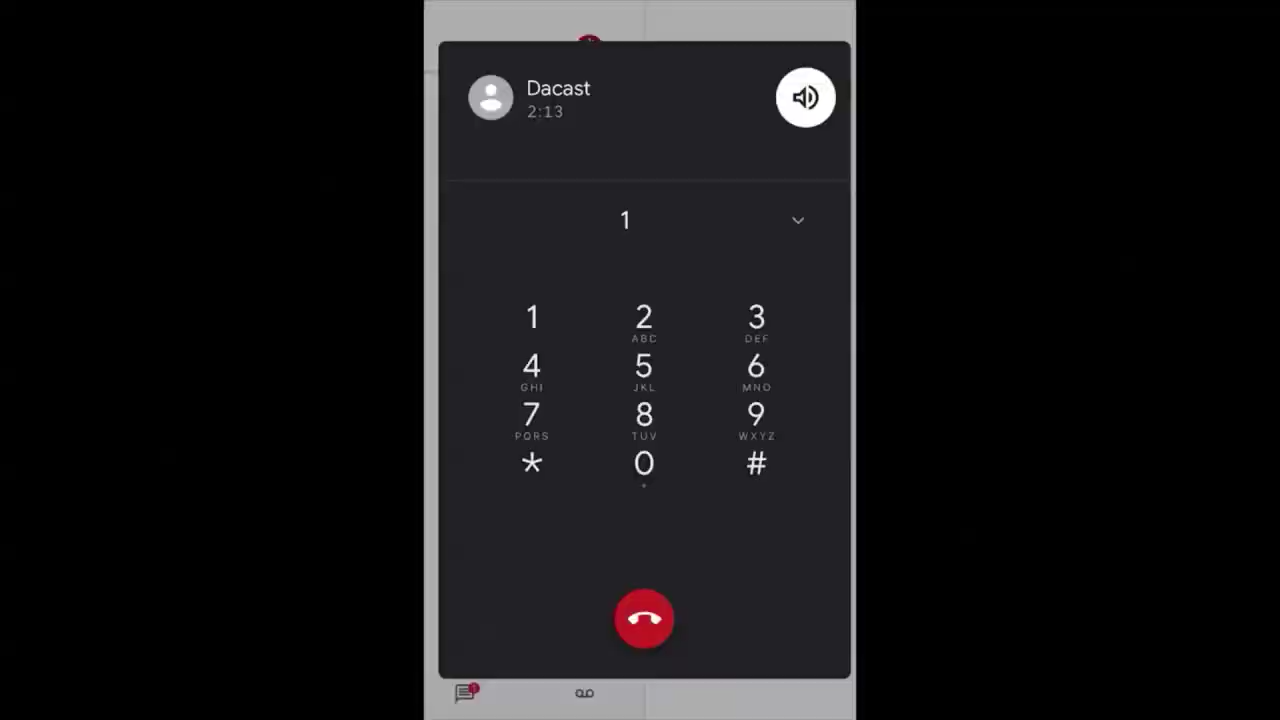 Dacast
2:13
1
1 2 3
ABC DEF
4 5 6
GHI JKL MNO
7 8 9
PQRS TUV WXYZ
* 0 #
+